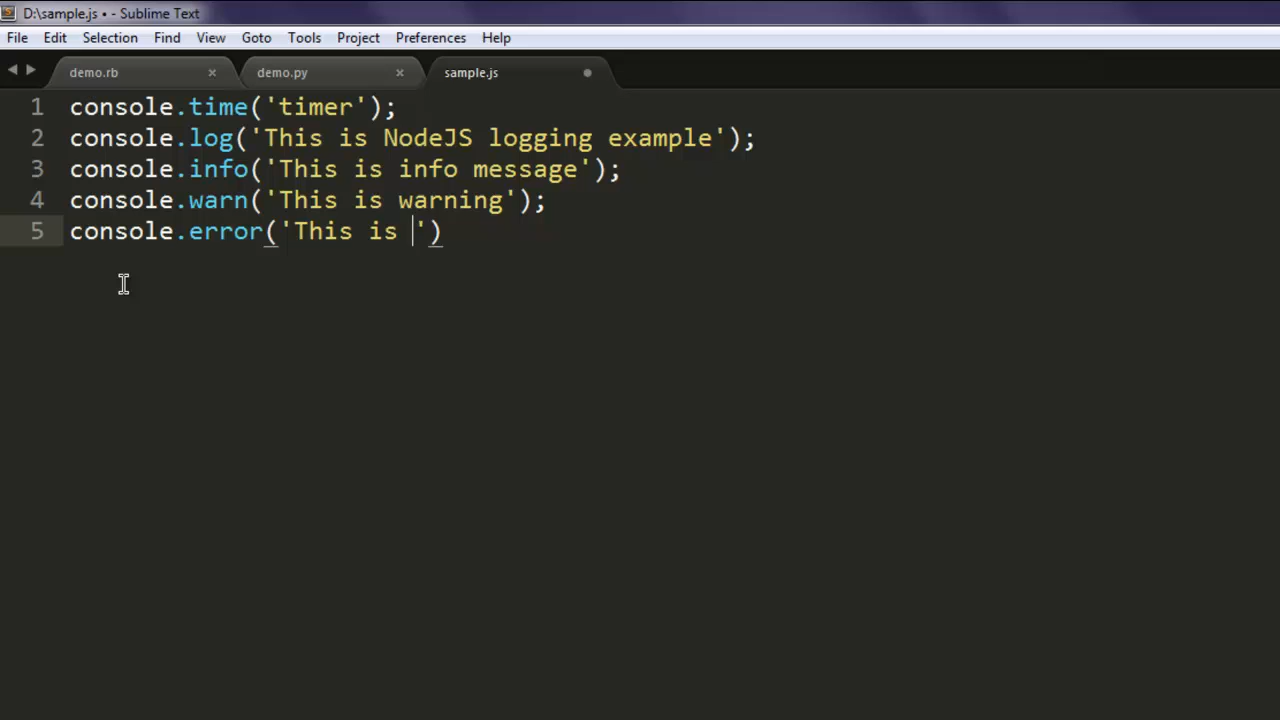 D:\sample.js • - Sublime Text
File Edit Selection Find View Goto Tools Project Preferences Help
demo.rb × demo.py × sample.js
1 console.time('timer');
2 console.log('This is NodeJS logging example');
3 console.info('This is info message');
4 console.warn('This is warning');
5 console.error('This is ')